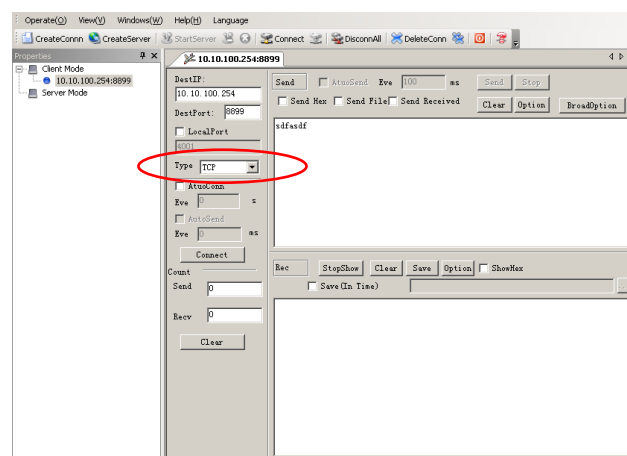 Operate(O) View(V) Windows(W) Help(H) Language
CreateConnn CreateServer StartServer Connect DisconnAll DeleteConn
Properties
Client Mode
10.10.100.254:8899
Server Mode
10.10.100.254:8899
DestIP:
10.10.100.254
DestPort: 8899
LocalPort
4001
Type TCP
AtuoConn
Eve 0 s
AutoSend
Eve 0 ms
Connect
Count
Send 0
Recv 0
Clear
Send AtuoSend Eve 100 ms Send Stop
Send Hex Send File Send Received Clear Option BroadOption
sdfasdf
Rec StopShow Clear Save Option ShowHex
Save(In Time) ...